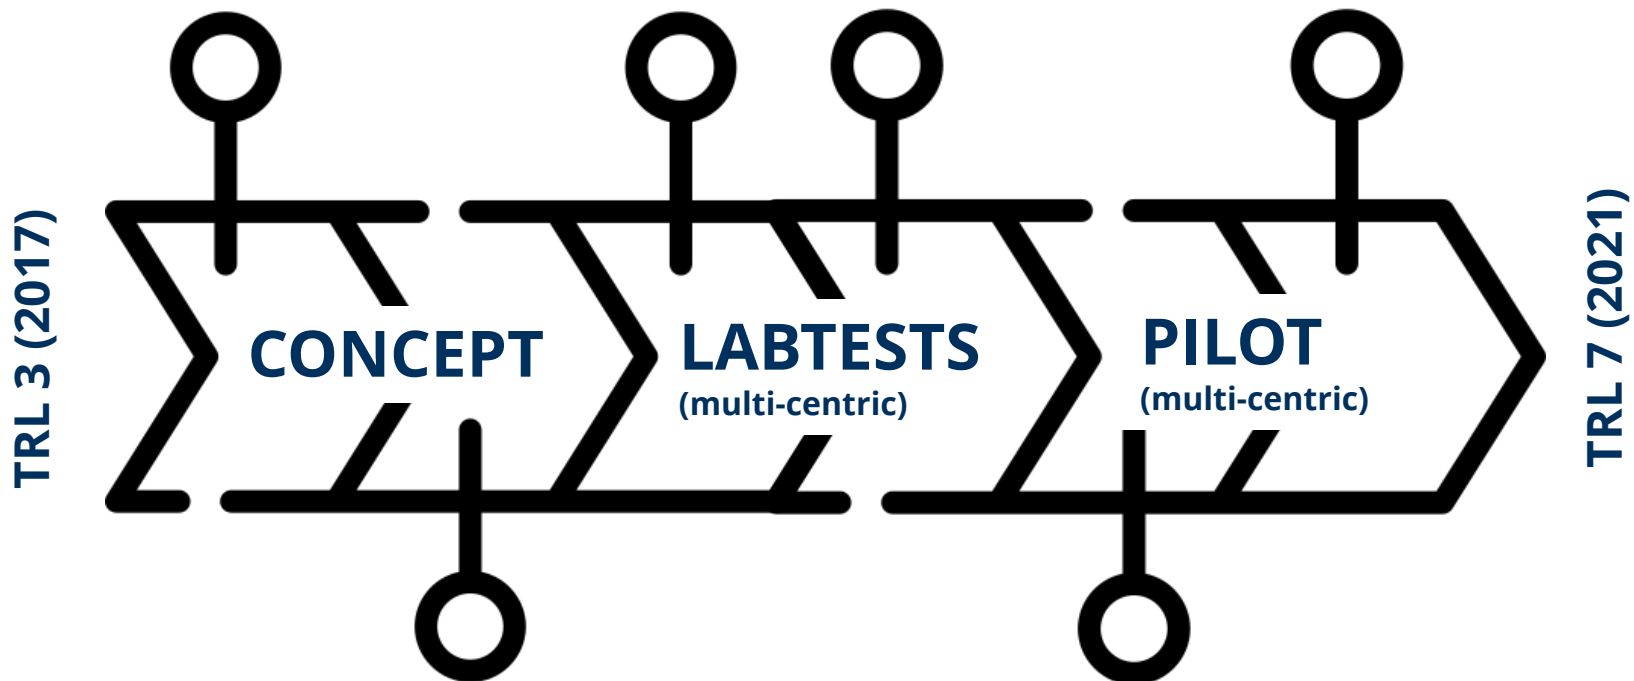 TRL 3 (2017)
CONCEPT
LABTESTS
(multi-centric)
PILOT
(multi-centric)
TRL 7 (2021)